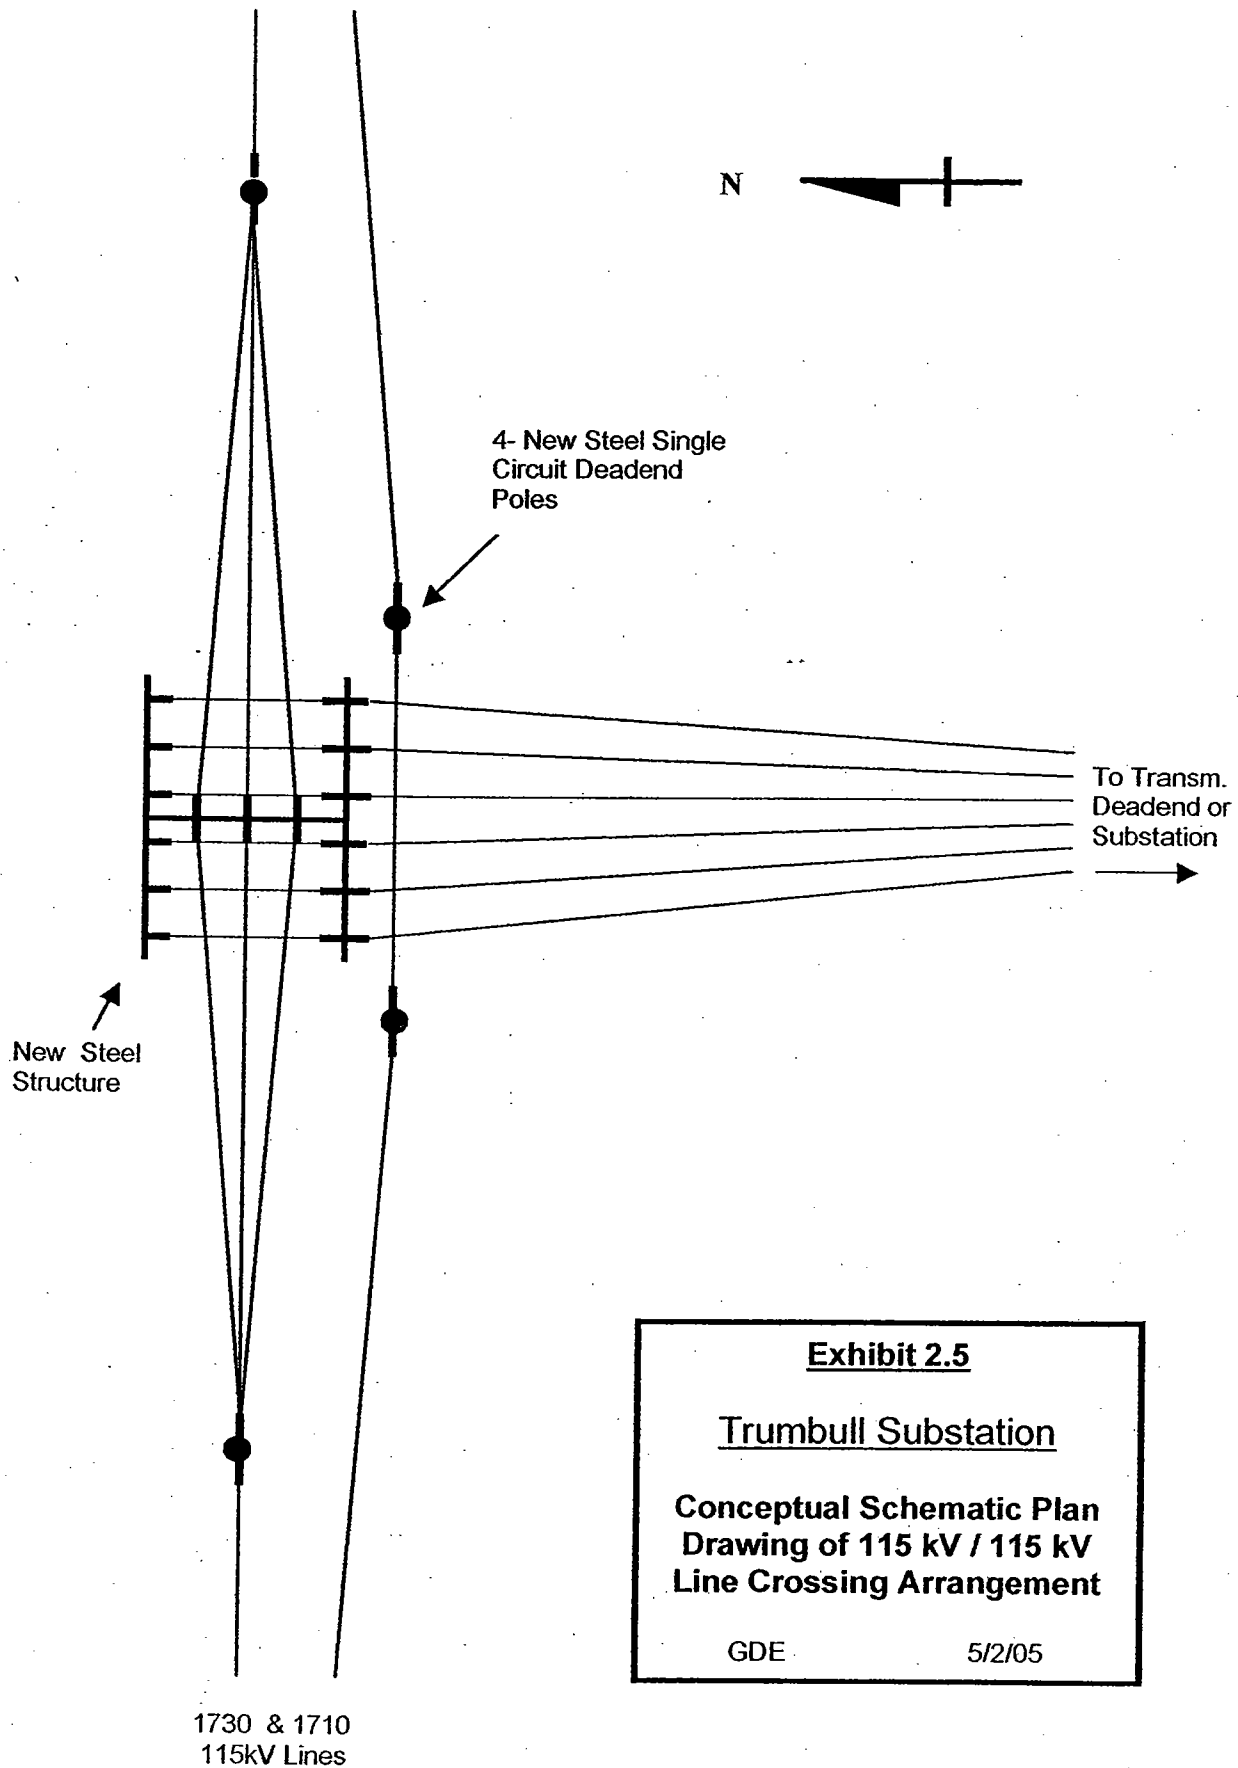 N
4- New Steel Single
Circuit Deadend
Poles
To Transm.
Deadend or
Substation
New Steel
Structure
Exhibit 2.5
Trumbull Substation
Conceptual Schematic Plan
Drawing of 115 kV / 115 kV
Line Crossing Arrangement
GDE 5/2/05
1730 & 1710
115kV Lines